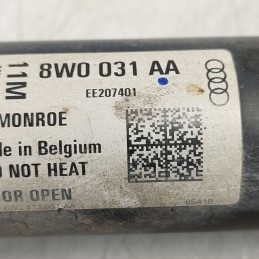 11M 8W0 031 AA
EE207401
MONROE
de in Belgium
O NOT HEAT
OR OPEN